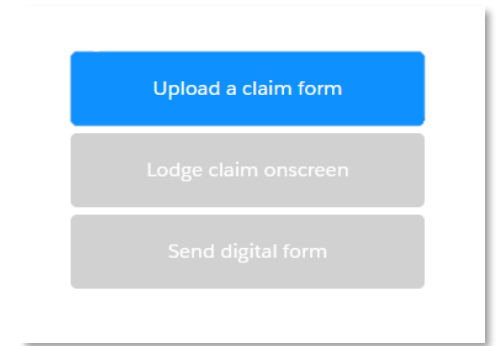 Upload a claim form
Lodge claim onscreen
Send digital form